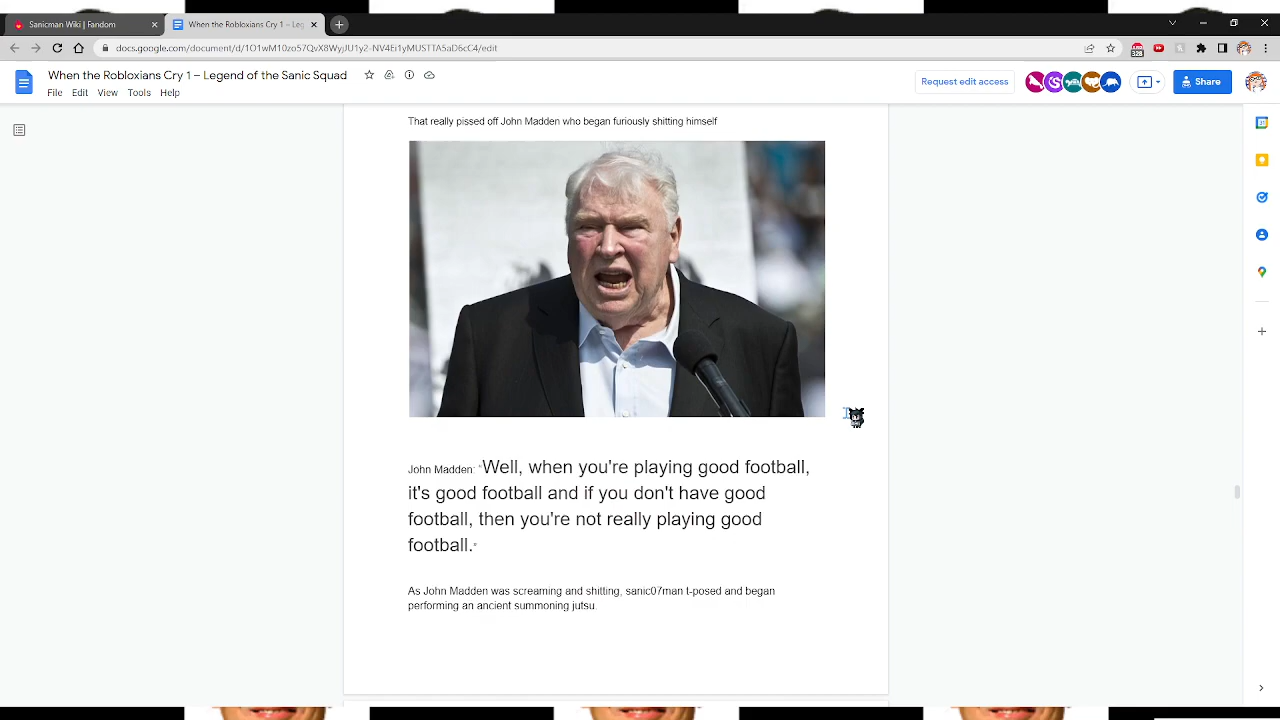 Sanicman Wiki | Fandom
When the Robloxians Cry 1 – Leg
docs.google.com/document/d/1O1wM10zo57QvX8WyjJU1y2-NV4Ei1yMUSTTA5aD6cC4/edit
When the Robloxians Cry 1 – Legend of the Sanic Squad
File Edit View Tools Help
Request edit access
Share
That really pissed off John Madden who began furiously shitting himself
John Madden: "Well, when you're playing good football,
it's good football and if you don't have good
football, then you're not really playing good
football."
As John Madden was screaming and shitting, sanic07man t-posed and began
performing an ancient summoning jutsu.